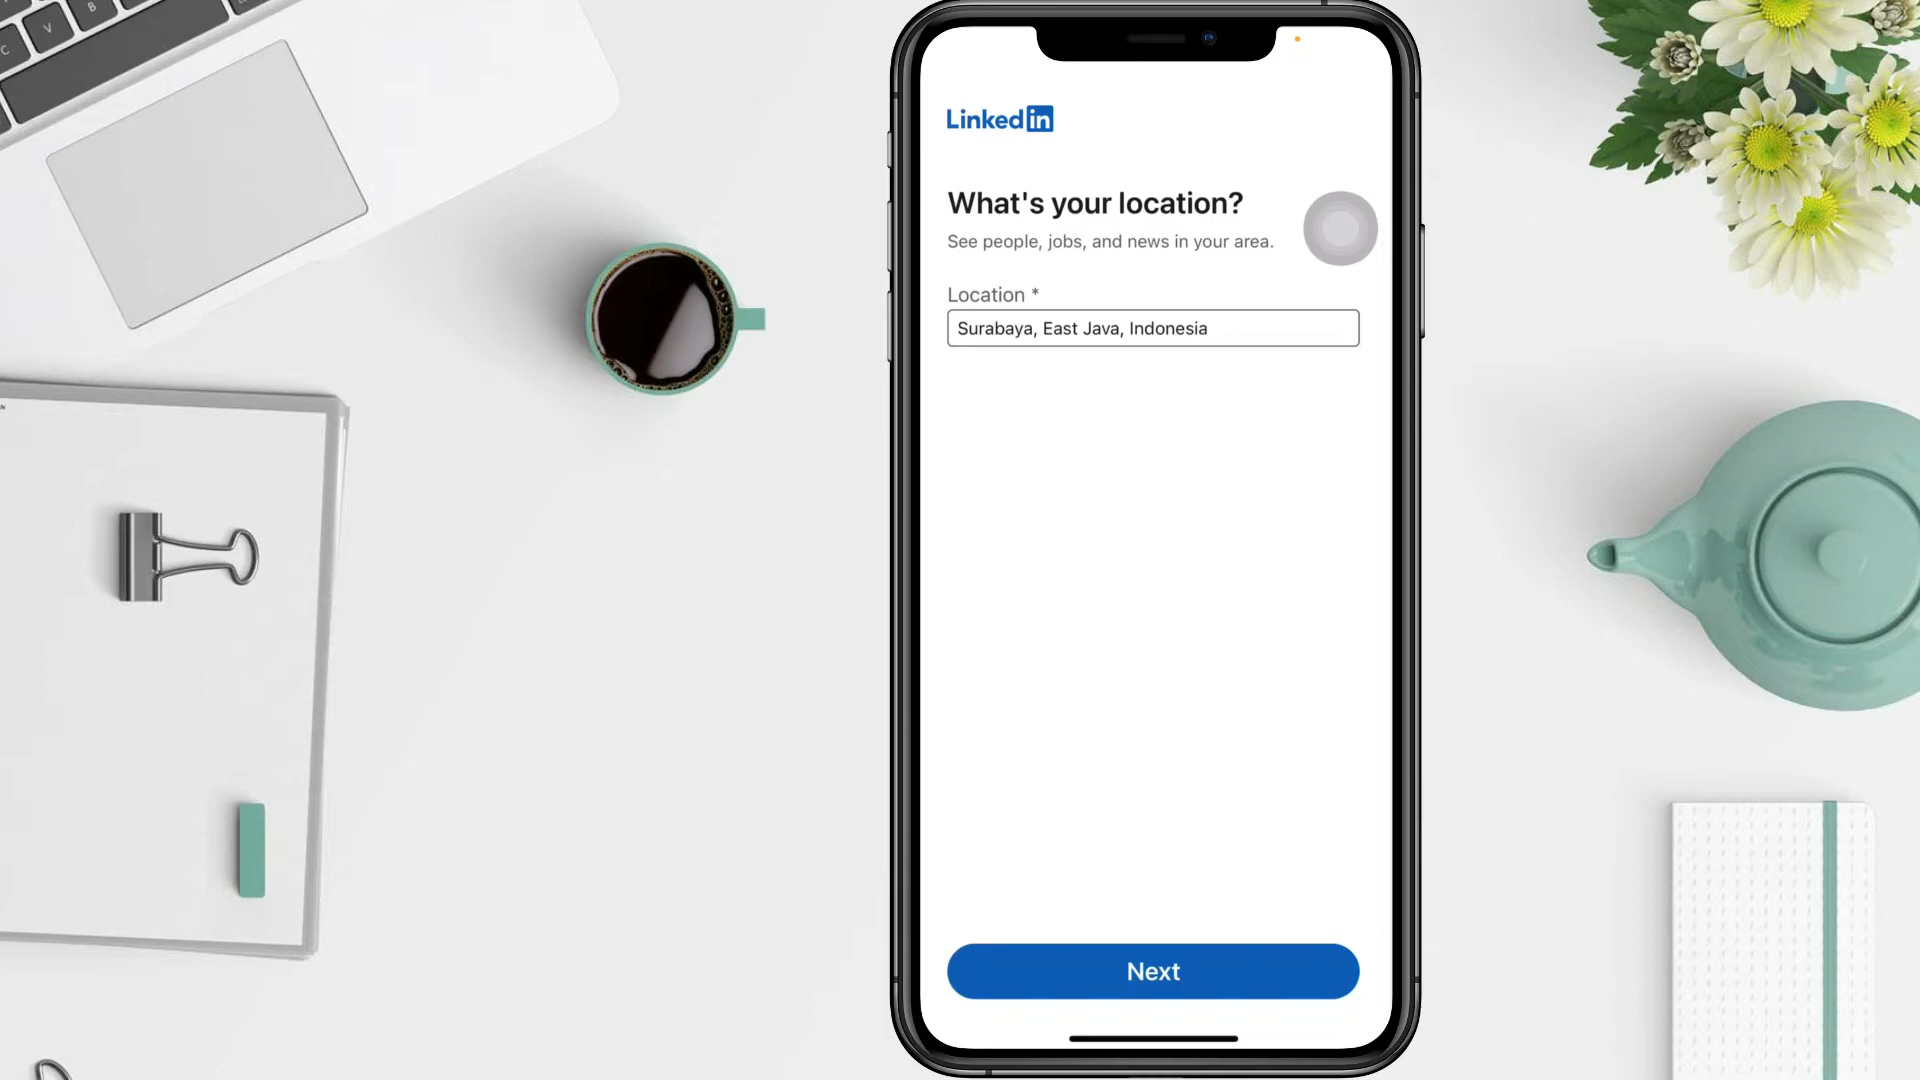 C
V
B
Linkedin
What's your location?
See people, jobs, and news in your area.
Location *
Surabaya, East Java, Indonesia
Next